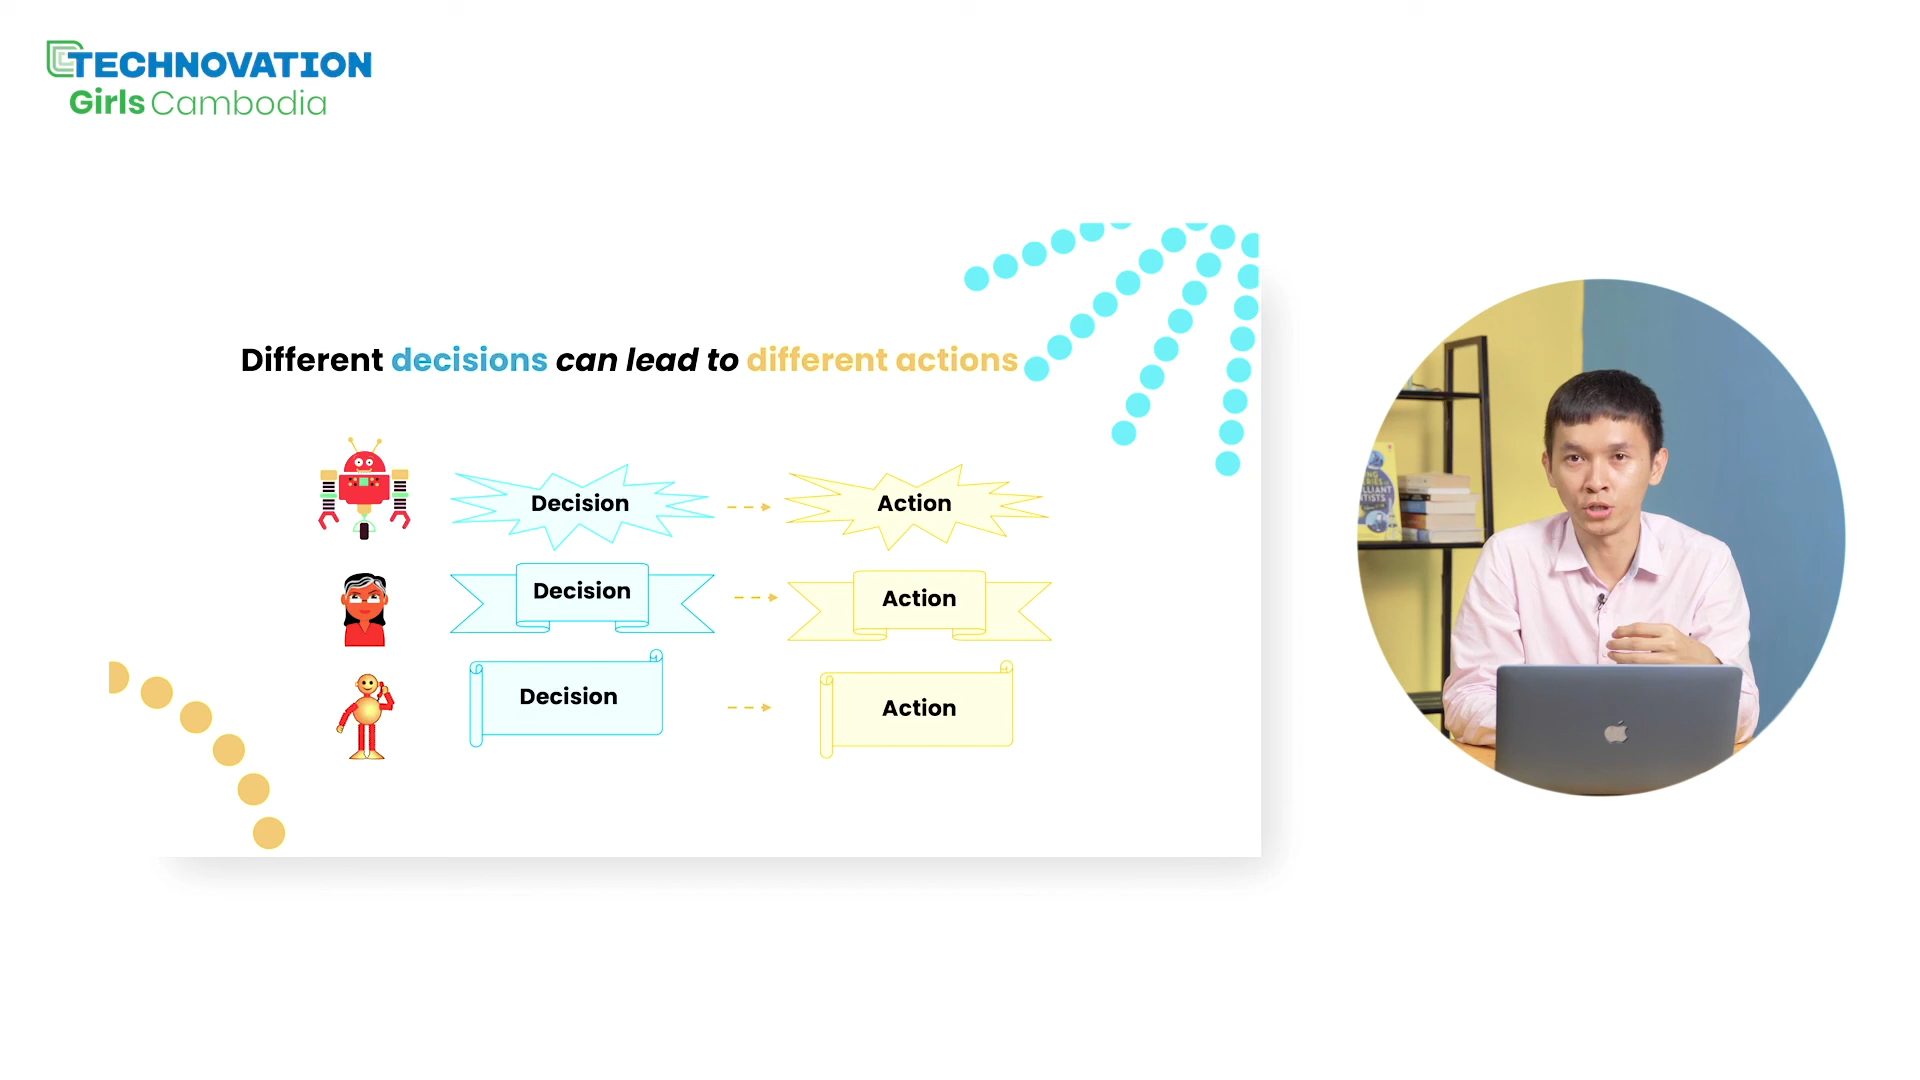 TECHNOVATION
Girls Cambodia
Different decisions can lead to different actions
Decision
Action
Decision
Action
Decision
Action